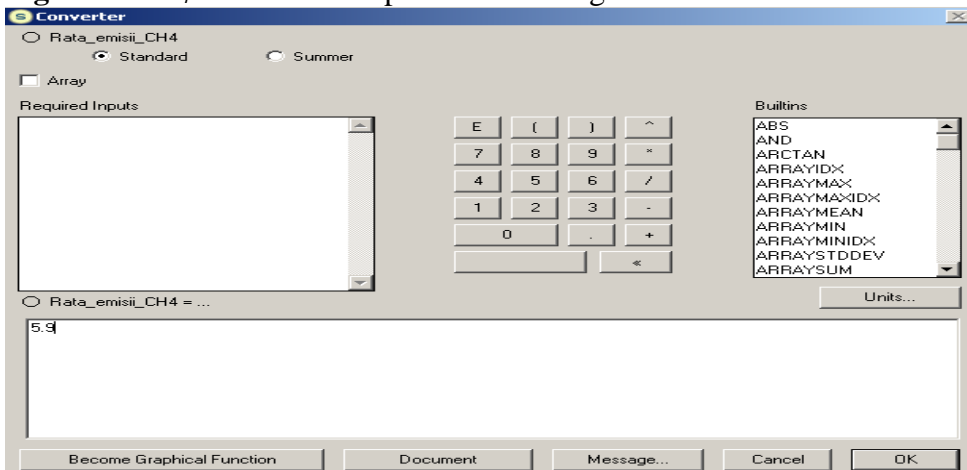 Converter
Rata_emisii_CH4
Standard Summer
Array
Required Inputs
Builtins
E ( ) ^
7 8 9 *
4 5 6 /
1 2 3 -
0 . +
«
ABS
AND
ARCTAN
ARRAYIDX
ARRAYMAX
ARRAYMAXIDX
ARRAYMEAN
ARRAYMIN
ARRAYMINIDX
ARRAYSTDDEV
ARRAYSUM
Units...
Rata_emisii_CH4 = ...
5.9
Become Graphical Function Document Message... Cancel OK